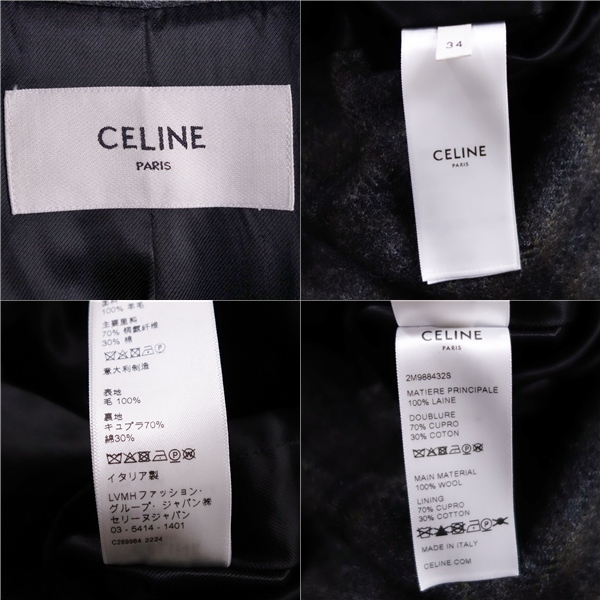 CELINE
PARIS
34
CELINE
PARIS
面料
100% 羊毛
主要里料
70% 铜氨纤维
30% 棉
意大利制造
表地
毛 100%
裏地
キュプラ70%
綿30%
イタリア製
LVMHファッション・
グループ・ジャパン㈱
セリーヌジャパン
03 - 5414 - 1401
C289984 2234
CELINE
PARIS
2M988432S
MATIERE PRINCIPALE
100% LAINE
DOUBLURE
70% CUPRO
30% COTON
MAIN MATERIAL
100% WOOL
LINING
70% CUPRO
30% COTTON
MADE IN ITALY
CELINE.COM